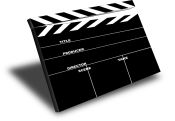 TITLE
PRODUCER
DIRECTOR
SCENE TAKE